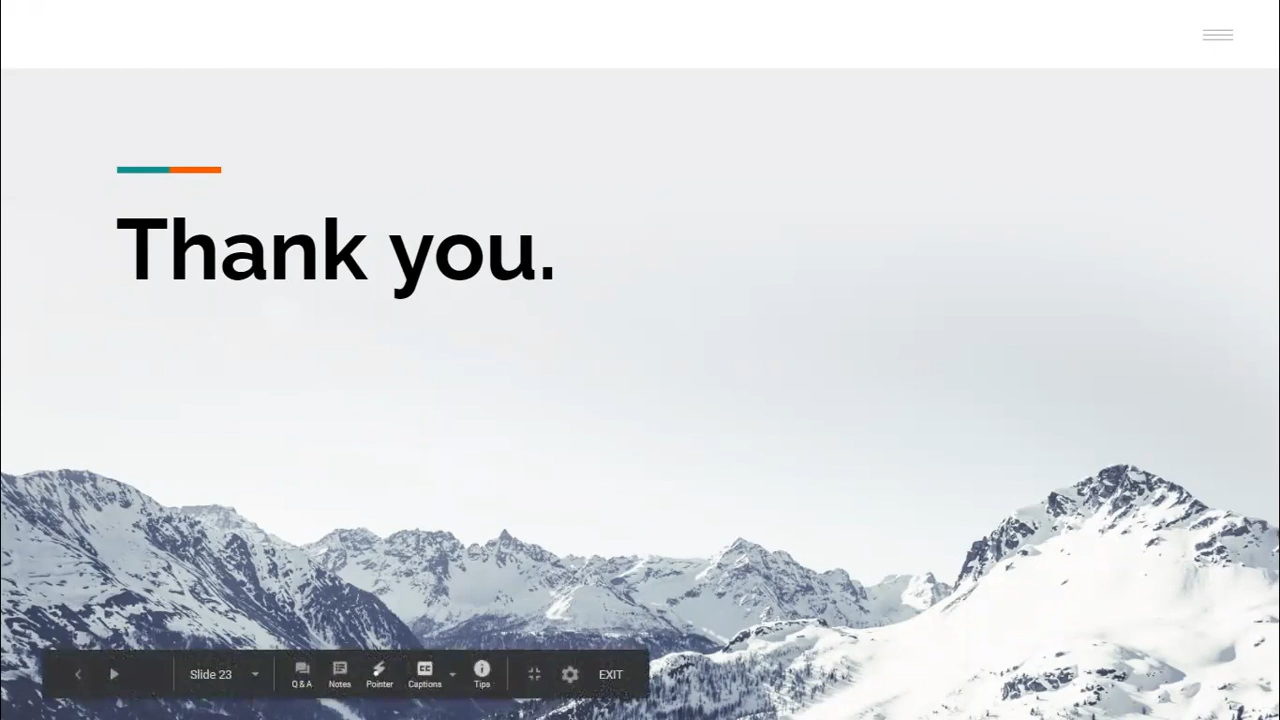 Thank you.
Slide 23
Q & A
Notes
Pointer
CC
Captions
Tips
EXIT